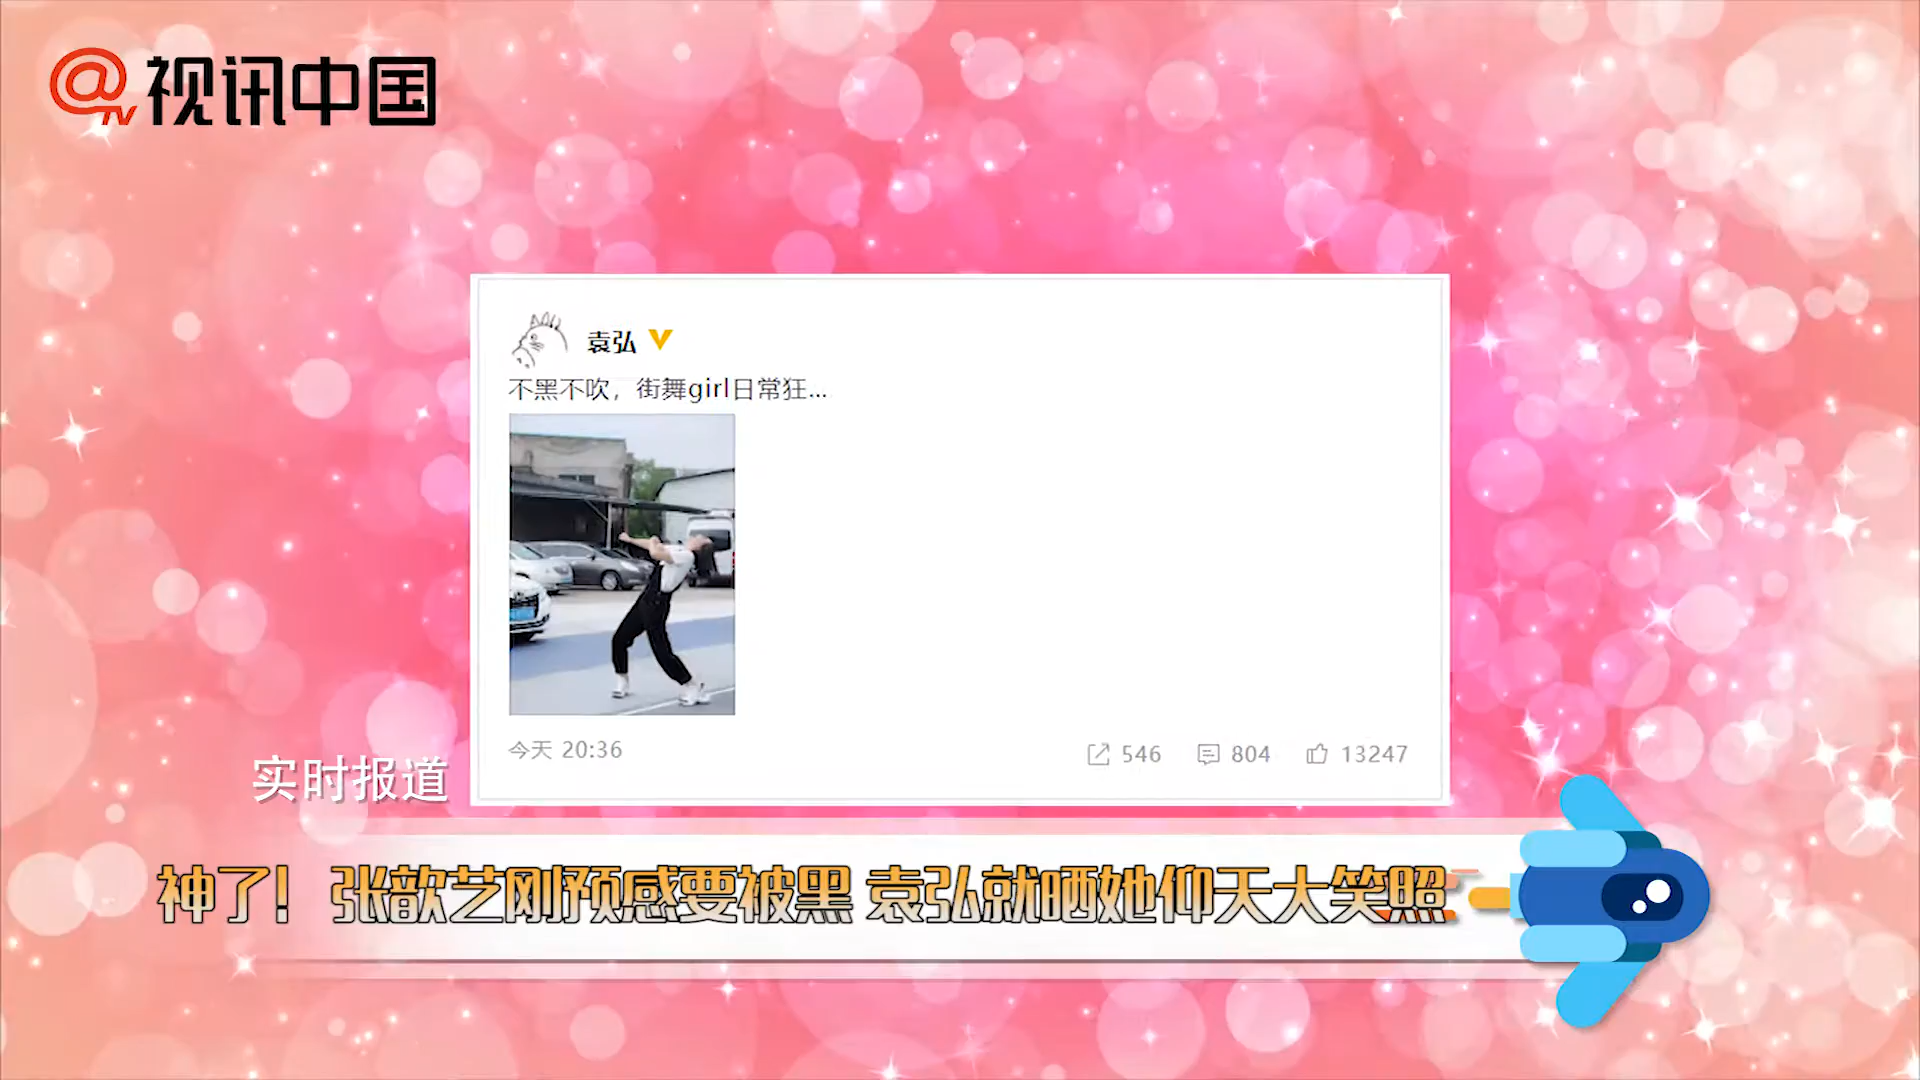 @TV 视讯中国
袁弘
不黑不吹，街舞girl日常狂...
今天 20:36
546 804 13247
实时报道
神了！ 张歆艺刚预感要被黑 袁弘就晒她仰天大笑照